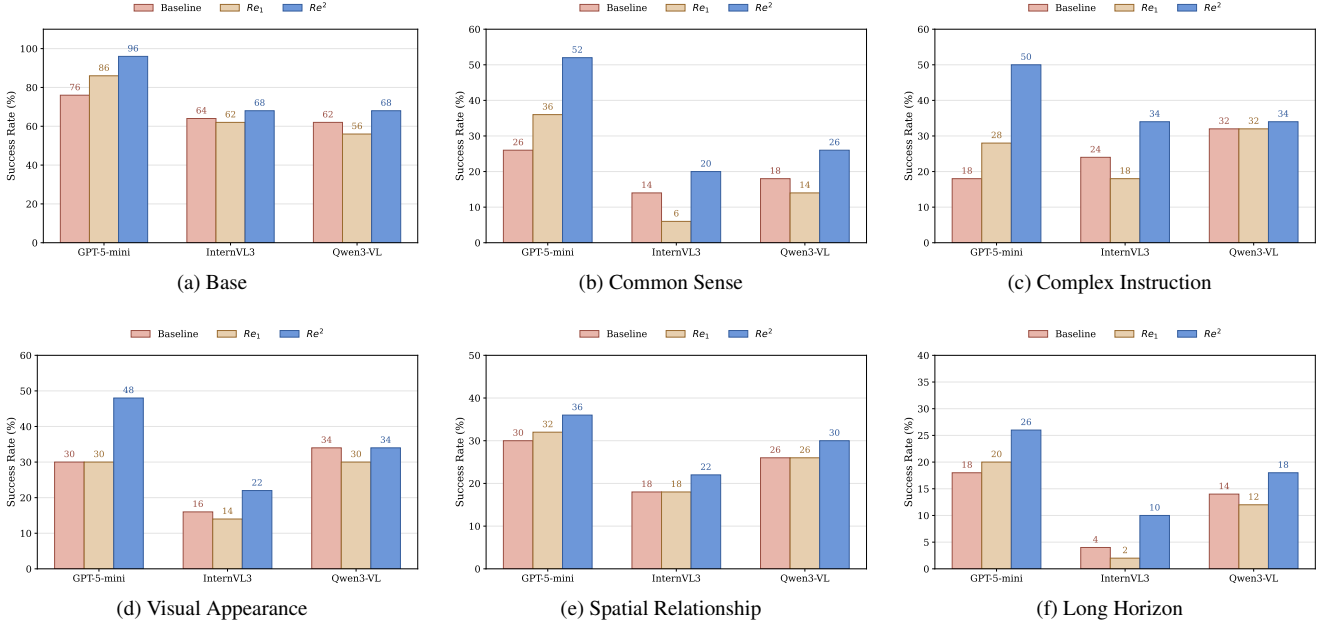 Baseline Re₁ Re²
Success Rate (%)
100
80
60
40
20
0
76 86 96
64 62 68
62 56 68
GPT-5-mini InternVL3 Qwen3-VL
(a) Base
Baseline Re₁ Re²
Success Rate (%)
60
50
40
30
20
10
0
26 36 52
14 6 20
18 14 26
GPT-5-mini InternVL3 Qwen3-VL
(b) Common Sense
Baseline Re₁ Re²
Success Rate (%)
60
50
40
30
20
10
0
18 28 50
24 18 34
32 32 34
GPT-5-mini InternVL3 Qwen3-VL
(c) Complex Instruction
Baseline Re₁ Re²
Success Rate (%)
60
50
40
30
20
10
0
30 30 48
16 14 22
34 30 34
GPT-5-mini InternVL3 Qwen3-VL
(d) Visual Appearance
Baseline Re₁ Re²
Success Rate (%)
50
40
30
20
10
0
30 32 36
18 18 22
26 26 30
GPT-5-mini InternVL3 Qwen3-VL
(e) Spatial Relationship
Baseline Re₁ Re²
Success Rate (%)
40
35
30
25
20
15
10
5
0
18 20 26
4 2 10
14 12 18
GPT-5-mini InternVL3 Qwen3-VL
(f) Long Horizon